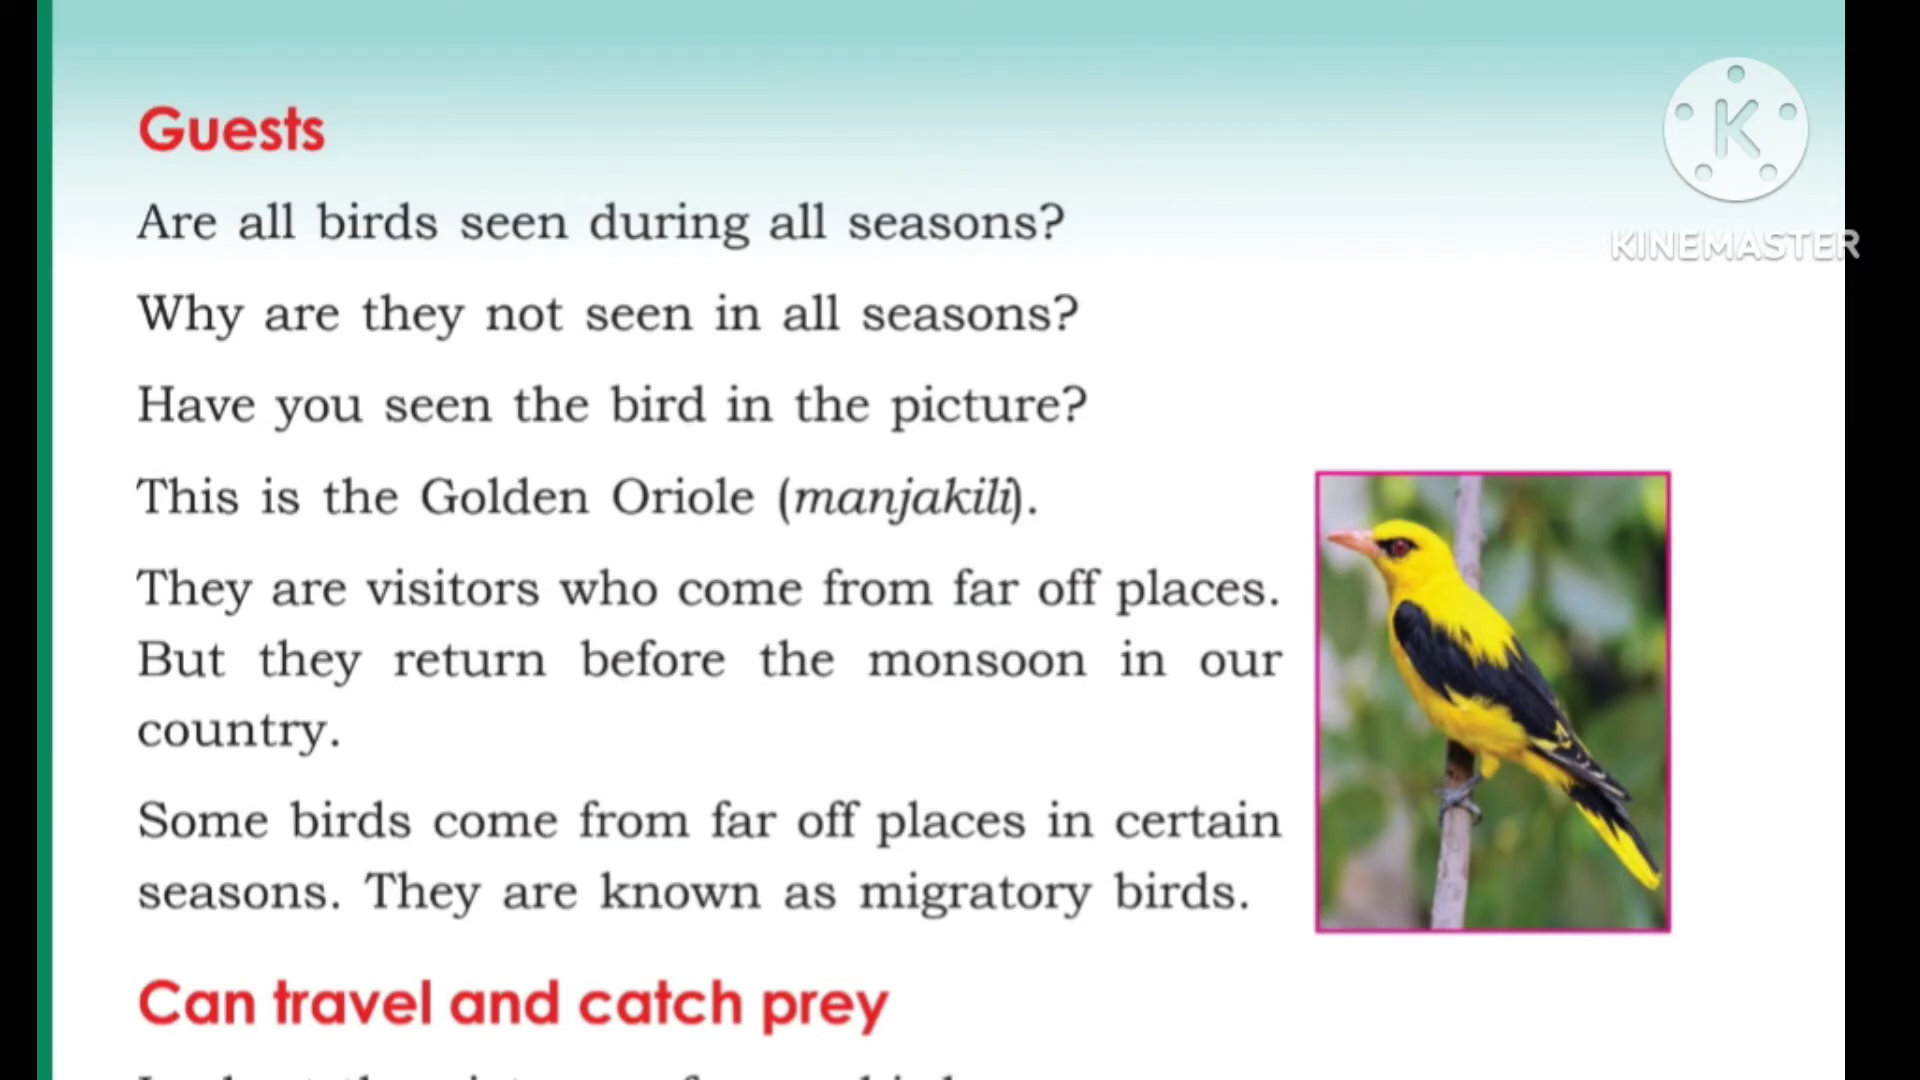 Guests
K
KINEMASTER
Are all birds seen during all seasons?
Why are they not seen in all seasons?
Have you seen the bird in the picture?
This is the Golden Oriole (manjakili).
They are visitors who come from far off places.
But they return before the monsoon in our
country.
Some birds come from far off places in certain
seasons. They are known as migratory birds.
Can travel and catch prey